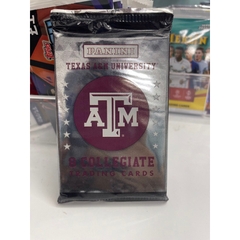 PANINI
TEXAS A&M UNIVERSITY
ATM
COLLEGIATE
TRADING CARDS